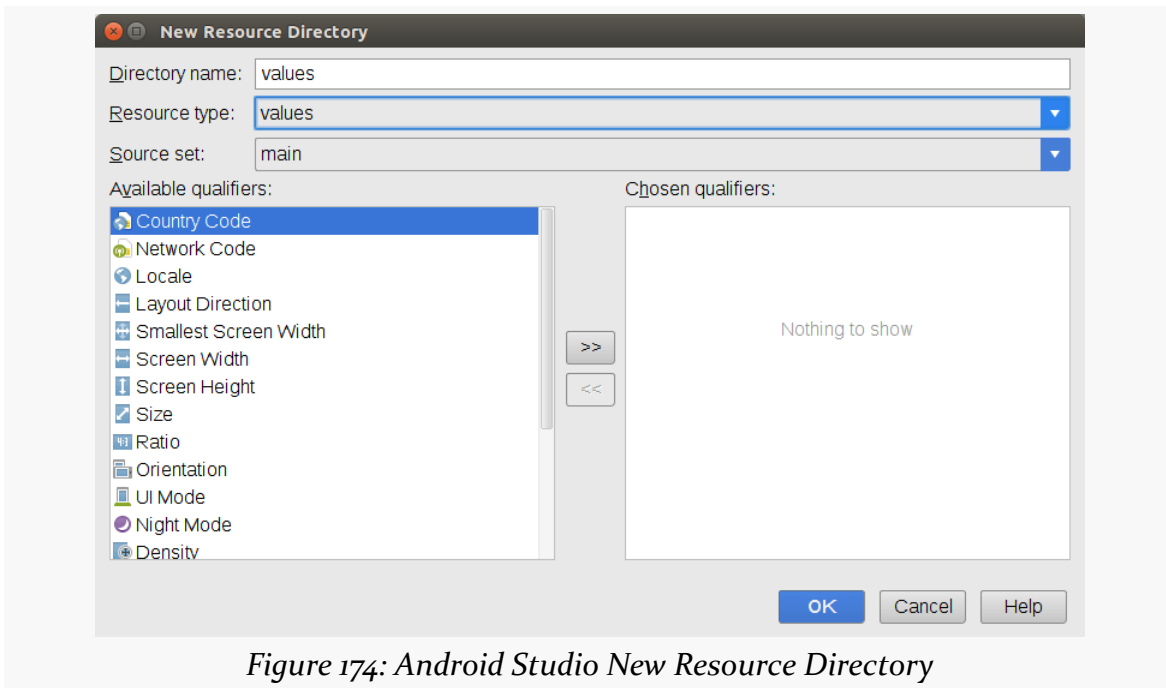 New Resource Directory
Directory name: values
Resource type: values
Source set: main
Available qualifiers:
Country Code
Network Code
Locale
Layout Direction
Smallest Screen Width
Screen Width
Screen Height
Size
Ratio
Orientation
UI Mode
Night Mode
Density
>>
<<
Chosen qualifiers:
Nothing to show
OK Cancel Help
Figure 174: Android Studio New Resource Directory